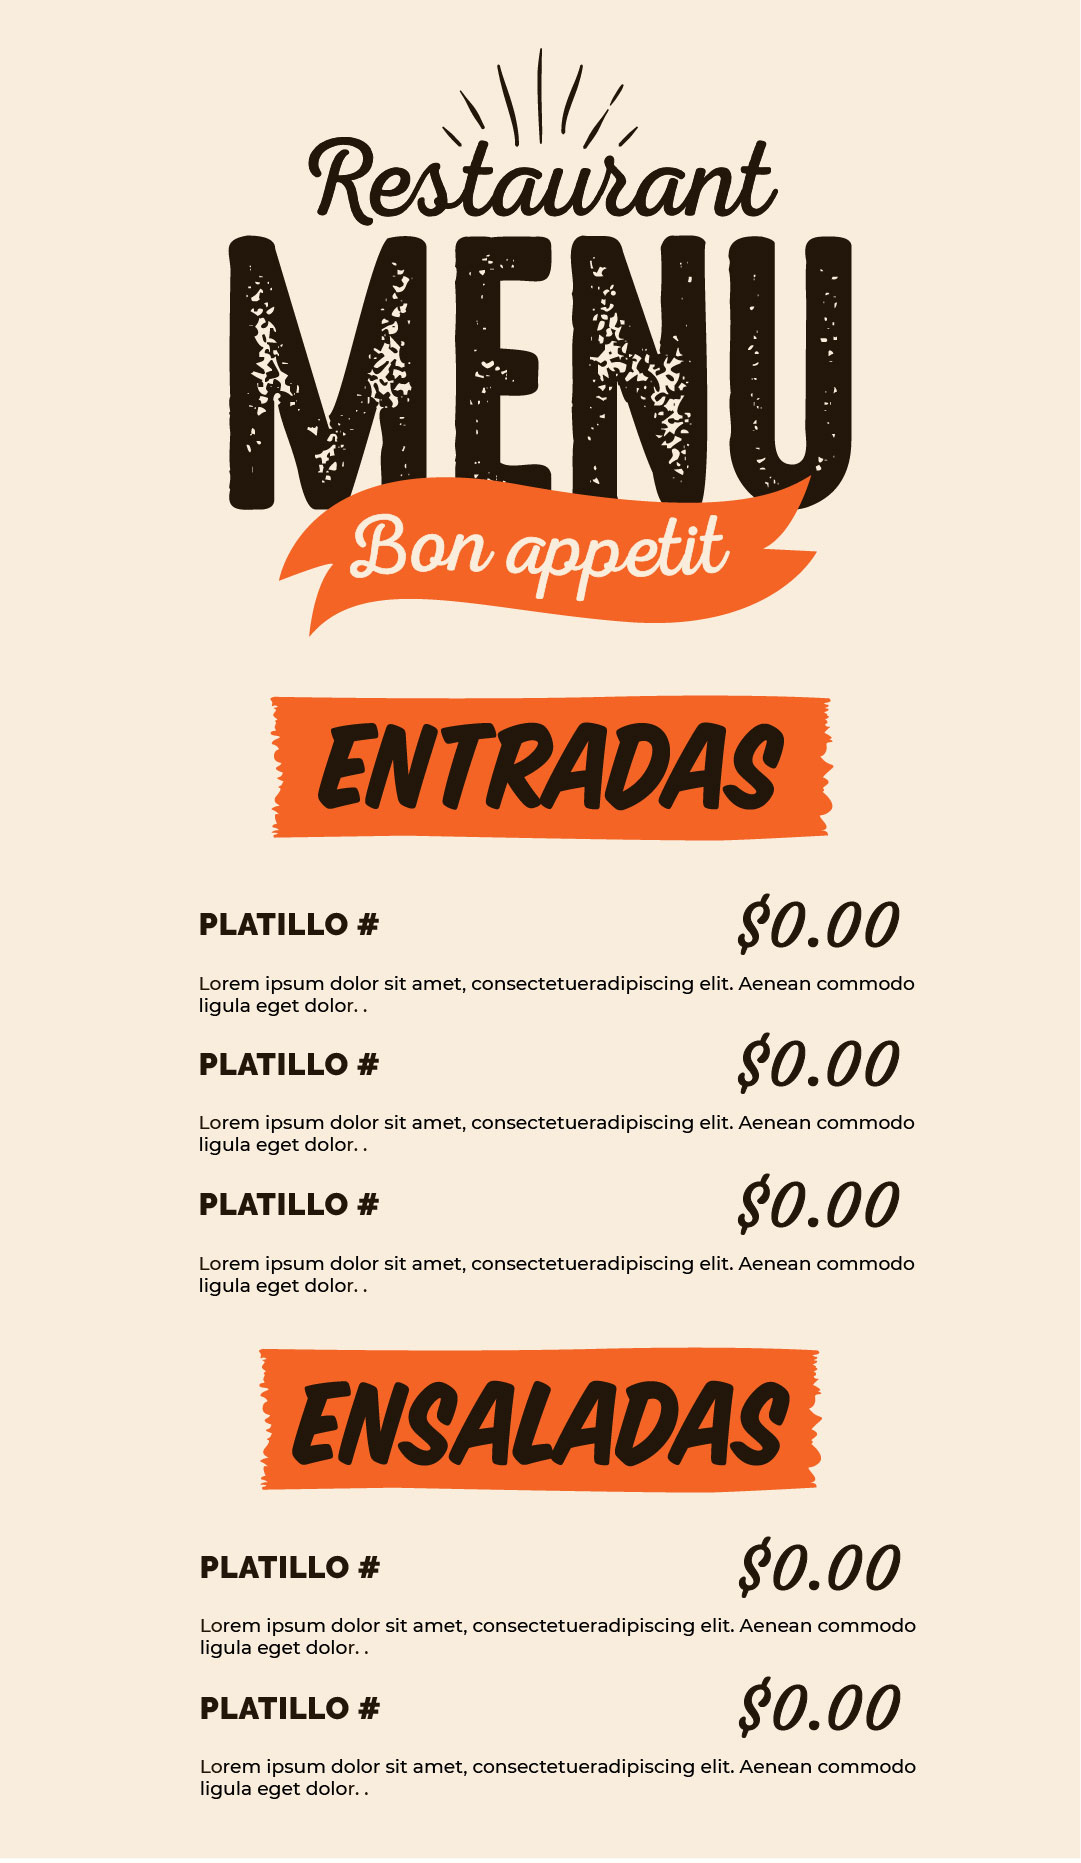 Restaurant
MENU
Bon appetit
ENTRADAS
PLATILLO # $0.00
Lorem ipsum dolor sit amet, consectetueradipiscing elit. Aenean commodo
ligula eget dolor. .
PLATILLO # $0.00
Lorem ipsum dolor sit amet, consectetueradipiscing elit. Aenean commodo
ligula eget dolor. .
PLATILLO # $0.00
Lorem ipsum dolor sit amet, consectetueradipiscing elit. Aenean commodo
ligula eget dolor. .
ENSALADAS
PLATILLO # $0.00
Lorem ipsum dolor sit amet, consectetueradipiscing elit. Aenean commodo
ligula eget dolor. .
PLATILLO # $0.00
Lorem ipsum dolor sit amet, consectetueradipiscing elit. Aenean commodo
ligula eget dolor. .